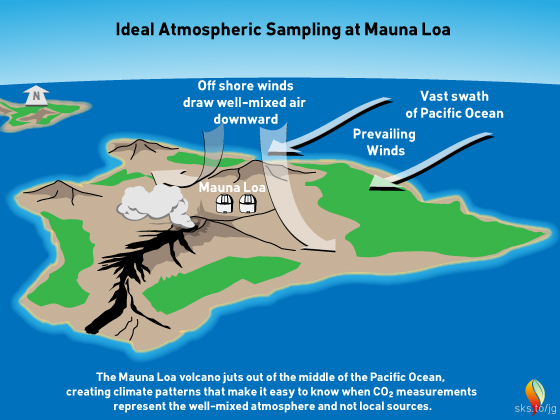 Ideal Atmospheric Sampling at Mauna Loa
N
Off shore winds
draw well-mixed air
downward
Vast swath
of Pacific Ocean
Prevailing
Winds
Mauna Loa
The Mauna Loa volcano juts out of the middle of the Pacific Ocean,
creating climate patterns that make it easy to know when CO₂ measurements
represent the well-mixed atmosphere and not local sources.
sks.to/jg